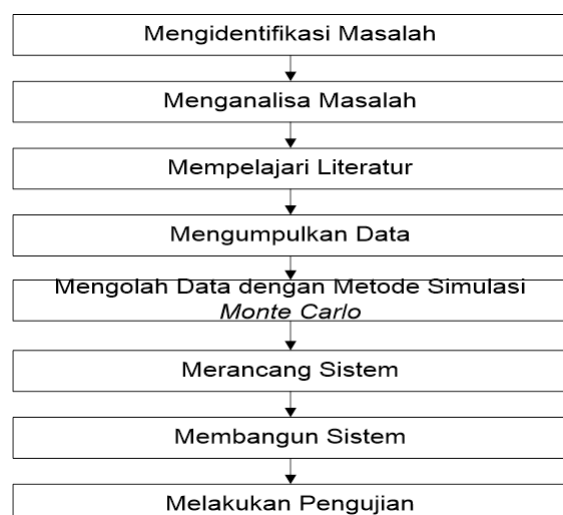 Mengidentifikasi Masalah
Menganalisa Masalah
Mempelajari Literatur
Mengumpulkan Data
Mengolah Data dengan Metode Simulasi
Monte Carlo
Merancang Sistem
Membangun Sistem
Melakukan Pengujian